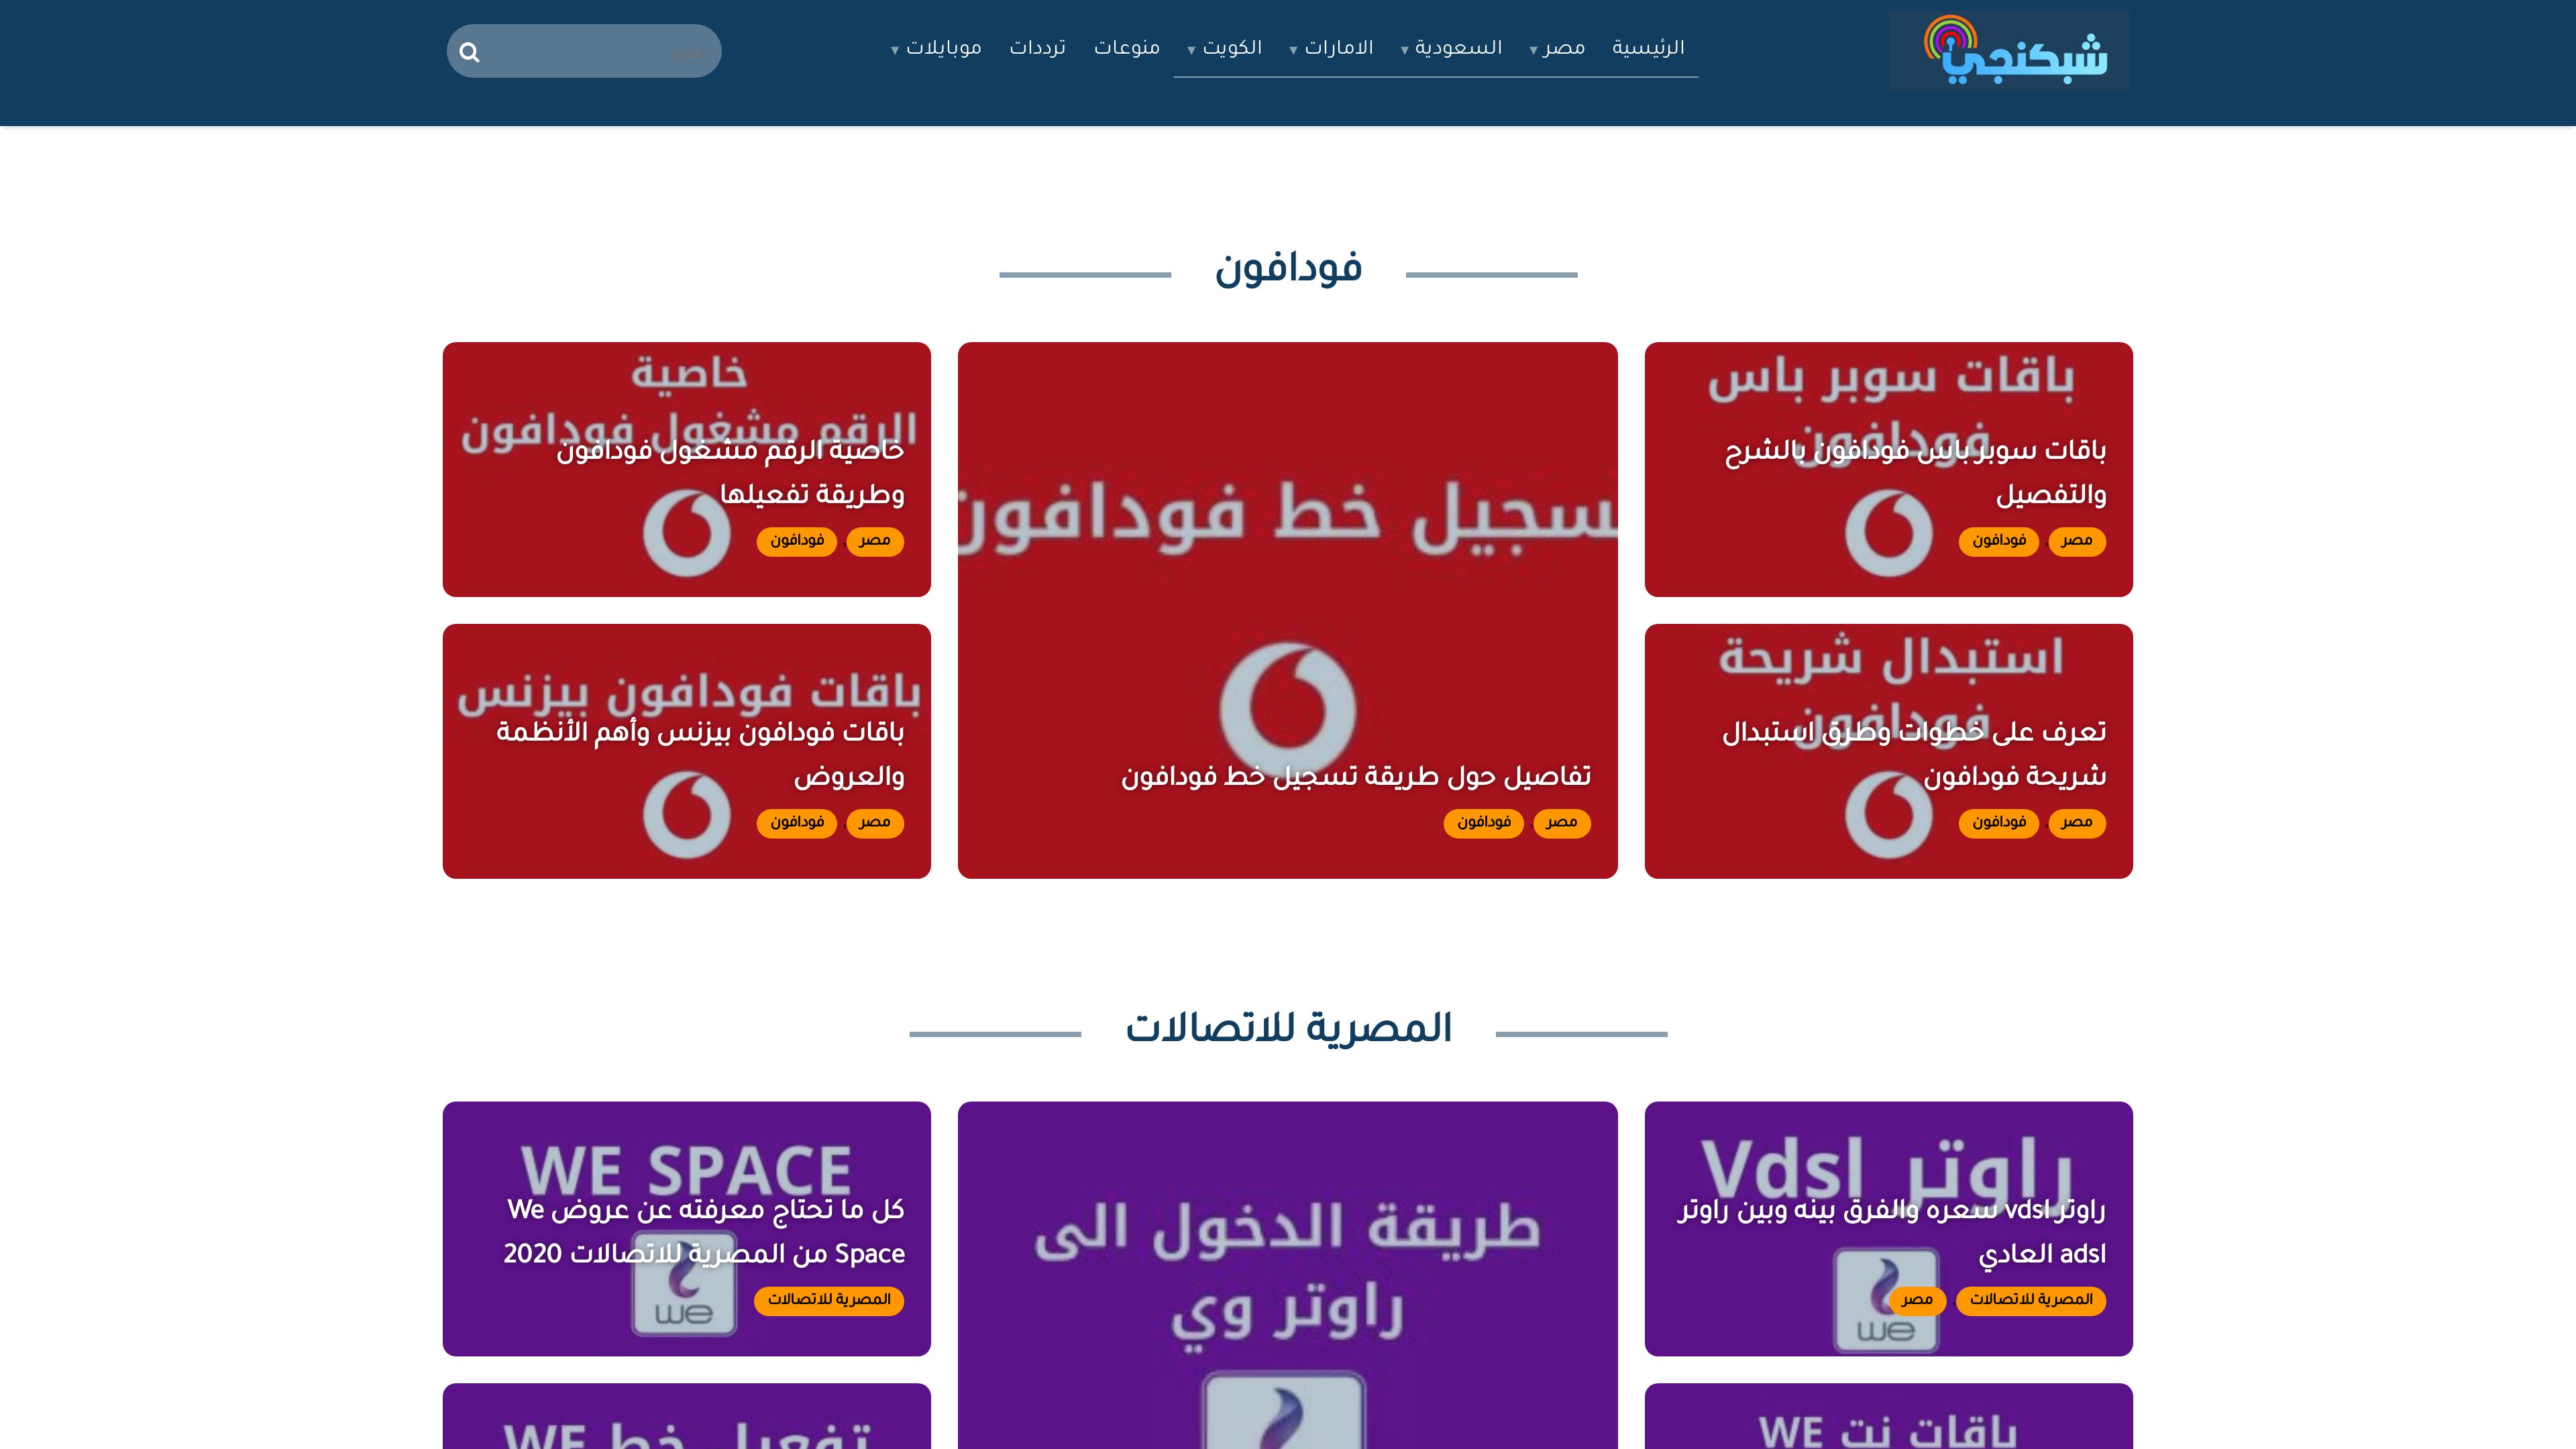 شبكنجي
الرئيسية
مصر
السعودية
الامارات
الكويت
منوعات
ترددات
موبايلات
فودافون
باقات سوبر باس
فودافون
باقات سوبر باس فودافون بالشرح
والتفصيل
مصر
فودافون
استبدال شريحة
فودافون
تعرف على خطوات وطرق استبدال
شريحة فودافون
مصر
فودافون
سجيل خط فودافون
تفاصيل حول طريقة تسجيل خط فودافون
مصر
فودافون
خاصية
الرقم مشغول فودافون
خاصية الرقم مشغول فودافون
وطريقة تفعيلها
مصر
فودافون
باقات فودافون بيزنس
باقات فودافون بيزنس وأهم الأنظمة
والعروض
مصر
فودافون
المصرية للاتصالات
راوتر Vdsl
راوتر vdsl سعره والفرق بينه وبين راوتر
adsl العادي
المصرية للاتصالات
مصر
we
باقات نت WE
طريقة الدخول الى
راوتر وي
WE SPACE
كل ما تحتاج معرفته عن عروض We
Space من المصرية للاتصالات 2020
we
المصرية للاتصالات
تفعيل خط WE